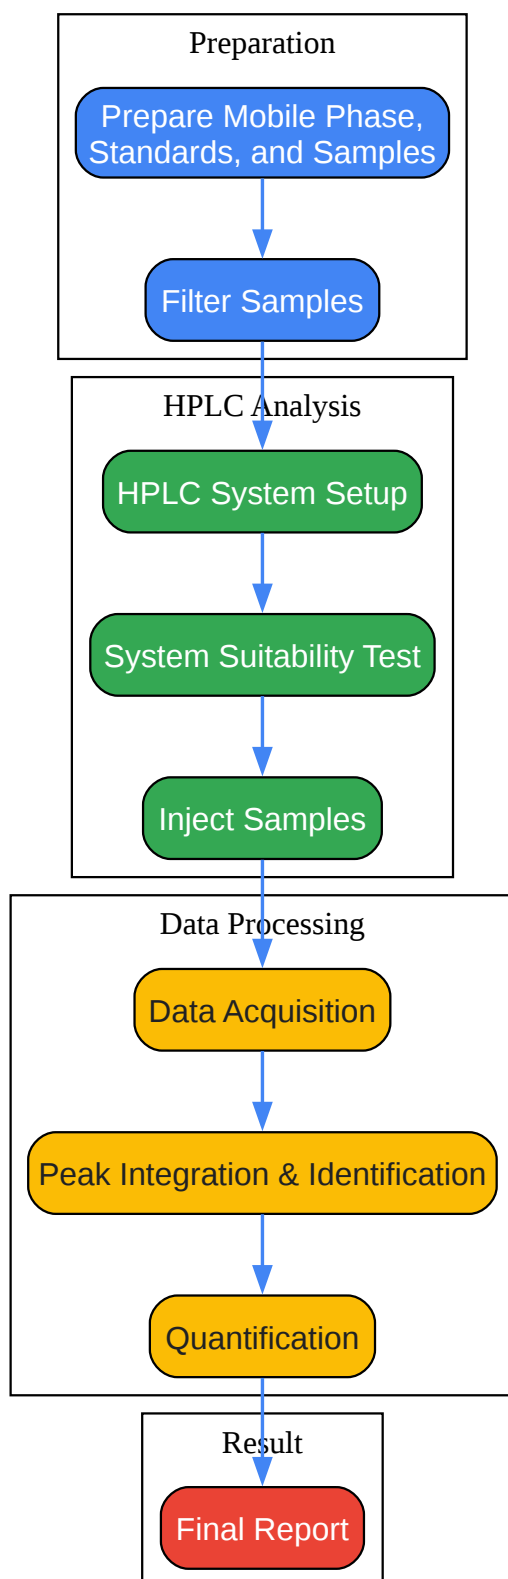 Preparation
Prepare Mobile Phase,
Standards, and Samples
Filter Samples
HPLC Analysis
HPLC System Setup
System Suitability Test
Inject Samples
Data Processing
Data Acquisition
Peak Integration & Identification
Quantification
Result
Final Report